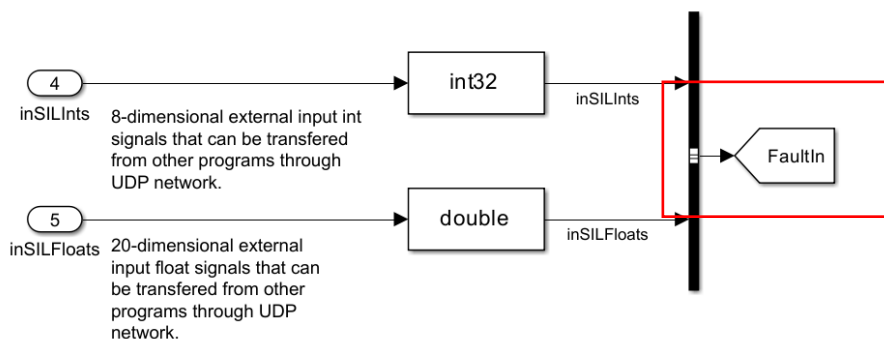 4
inSILInts
8-dimensional external input int
signals that can be transfered
from other programs through
UDP network.
int32
inSILInts
FaultIn
5
inSILFloats
20-dimensional external
input float signals that can
be transfered from other
programs through UDP
network.
double
inSILFloats